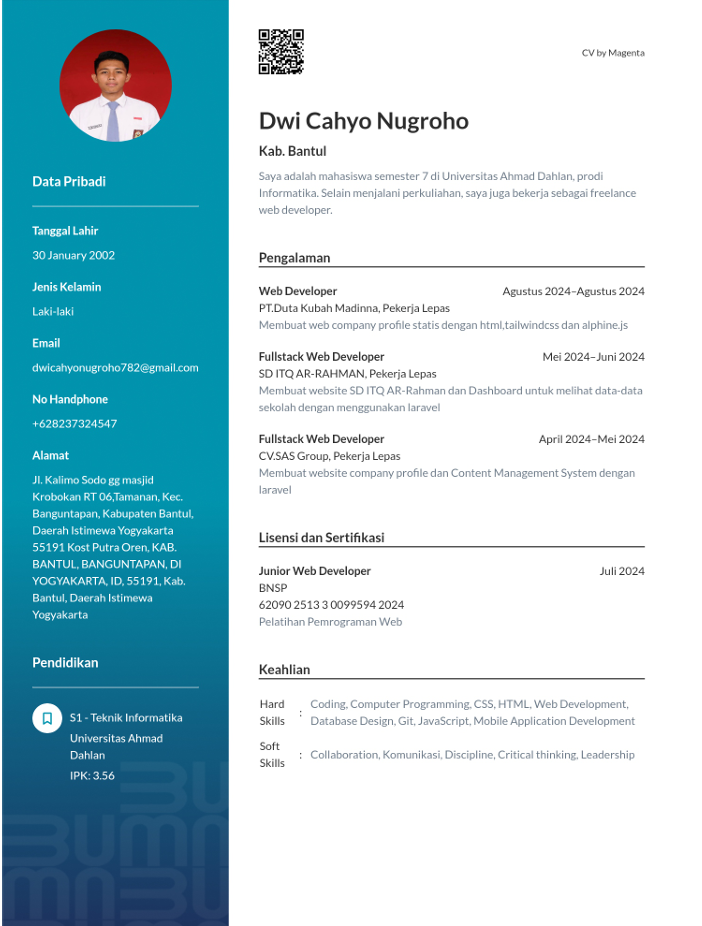 Data Pribadi
Tanggal Lahir
30 January 2002
Jenis Kelamin
Laki-laki
Email
dwicahyonugroho782@gmail.com
No Handphone
+628237324547
Alamat
Jl. Kalimo Sodo gg masjid
Krobokan RT 06,Tamanan, Kec.
Banguntapan, Kabupaten Bantul,
Daerah Istimewa Yogyakarta
55191 Kost Putra Oren, KAB.
BANTUL, BANGUNTAPAN, DI
YOGYAKARTA, ID, 55191, Kab.
Bantul, Daerah Istimewa
Yogyakarta
Pendidikan
S1 - Teknik Informatika
Universitas Ahmad
Dahlan
IPK: 3.56
BUMN
CV by Magenta
Dwi Cahyo Nugroho
Kab. Bantul
Saya adalah mahasiswa semester 7 di Universitas Ahmad Dahlan, prodi
Informatika. Selain menjalani perkuliahan, saya juga bekerja sebagai freelance
web developer.
Pengalaman
Web Developer Agustus 2024–Agustus 2024
PT.Duta Kubah Madinna, Pekerja Lepas
Membuat web company profile statis dengan html,tailwindcss dan alphine.js
Fullstack Web Developer Mei 2024–Juni 2024
SD ITQ AR-RAHMAN, Pekerja Lepas
Membuat website SD ITQ AR-Rahman dan Dashboard untuk melihat data-data
sekolah dengan menggunakan laravel
Fullstack Web Developer April 2024–Mei 2024
CV.SAS Group, Pekerja Lepas
Membuat website company profile dan Content Management System dengan
laravel
Lisensi dan Sertifikasi
Junior Web Developer Juli 2024
BNSP
62090 2513 3 0099594 2024
Pelatihan Pemrograman Web
Keahlian
Hard Skills : Coding, Computer Programming, CSS, HTML, Web Development,
Database Design, Git, JavaScript, Mobile Application Development
Soft Skills : Collaboration, Komunikasi, Discipline, Critical thinking, Leadership